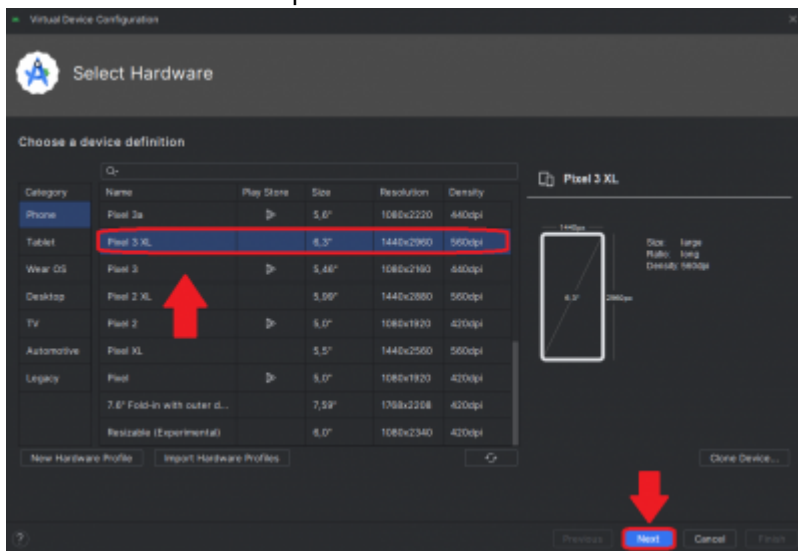 Virtual Device Configuration
Select Hardware
Choose a device definition
Category Name Play Store Size Resolution Density
Phone Pixel 3a 5,6" 1080x2220 440dpi
Tablet Pixel 3 XL 6,3" 1440x2960 560dpi
Wear OS Pixel 3 5,46" 1080x2160 440dpi
Desktop Pixel 2 XL 5,99" 1440x2880 560dpi
TV Pixel 2 5,0" 1080x1920 420dpi
Automotive Pixel XL 5,5" 1440x2560 560dpi
Legacy Pixel 5,0" 1080x1920 420dpi
7.6" Fold-in with outer d... 7,59" 1768x2208 420dpi
Resizable (Experimental) 6,0" 1080x2340 420dpi
New Hardware Profile Import Hardware Profiles
Pixel 3 XL
1440px
Size: large
Ratio: long
Density: 560dpi
6,3" 2960px
Clone Device...
? Previous Next Cancel Finish